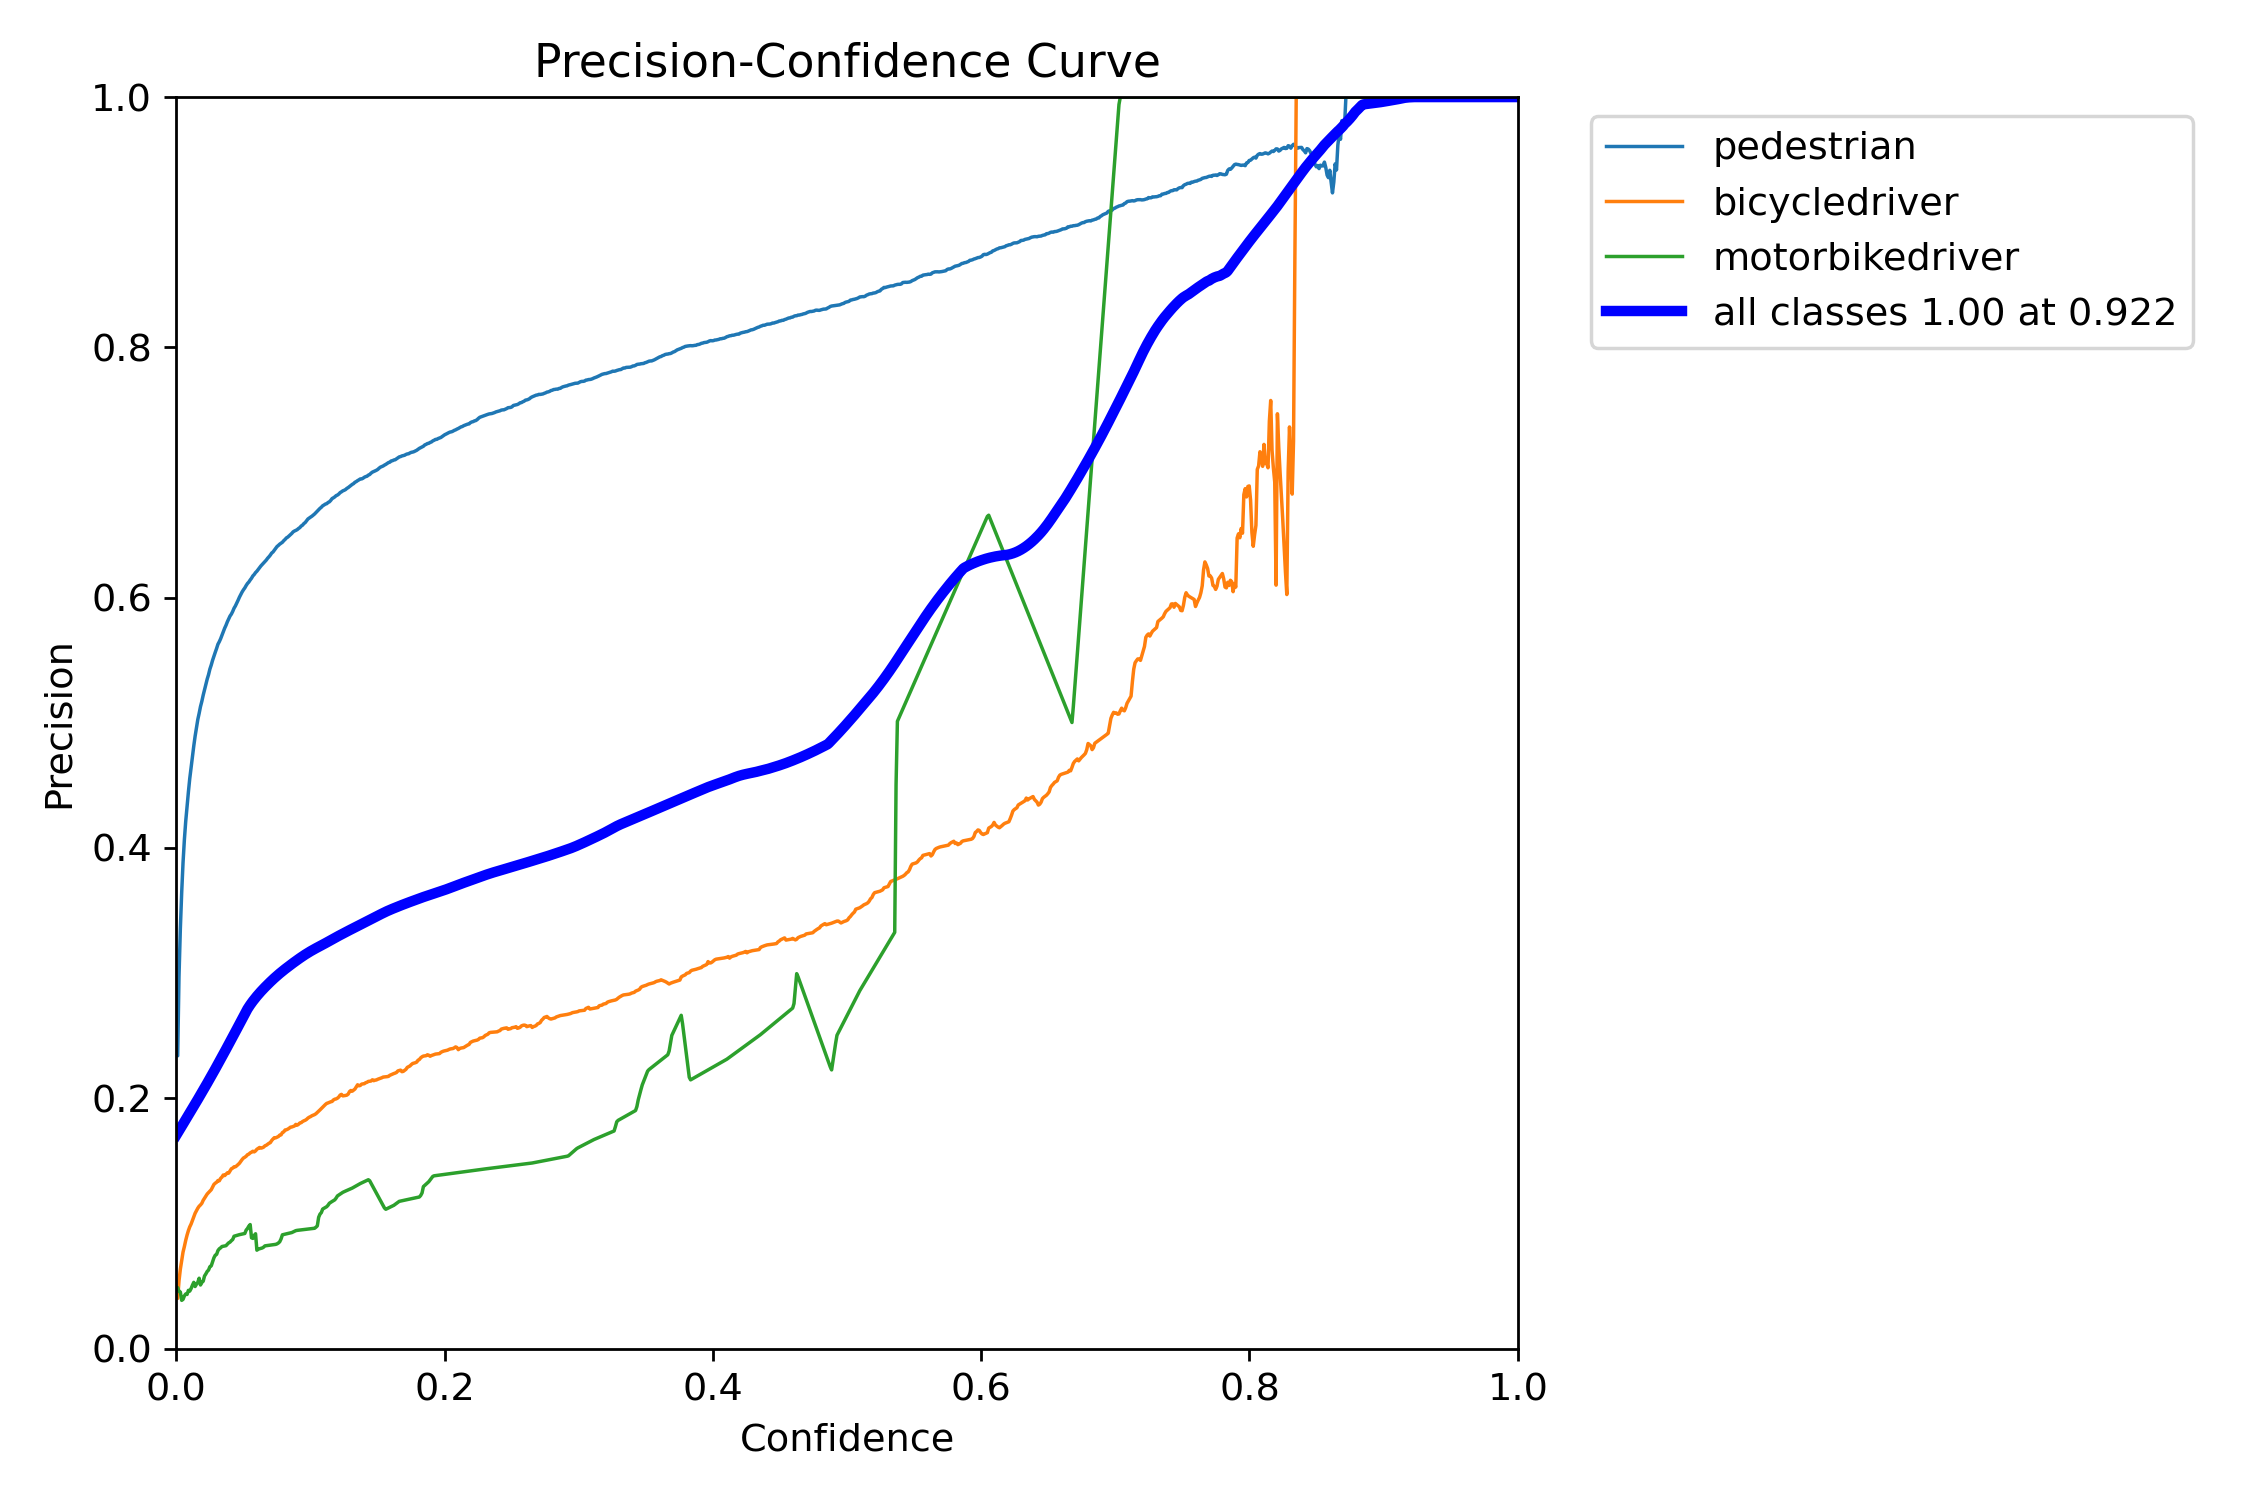 Precision-Confidence Curve
1.0
0.8
0.6
0.4
0.2
0.0
Precision
0.0 0.2 0.4 0.6 0.8 1.0
Confidence
pedestrian
bicycledriver
motorbikedriver
all classes 1.00 at 0.922